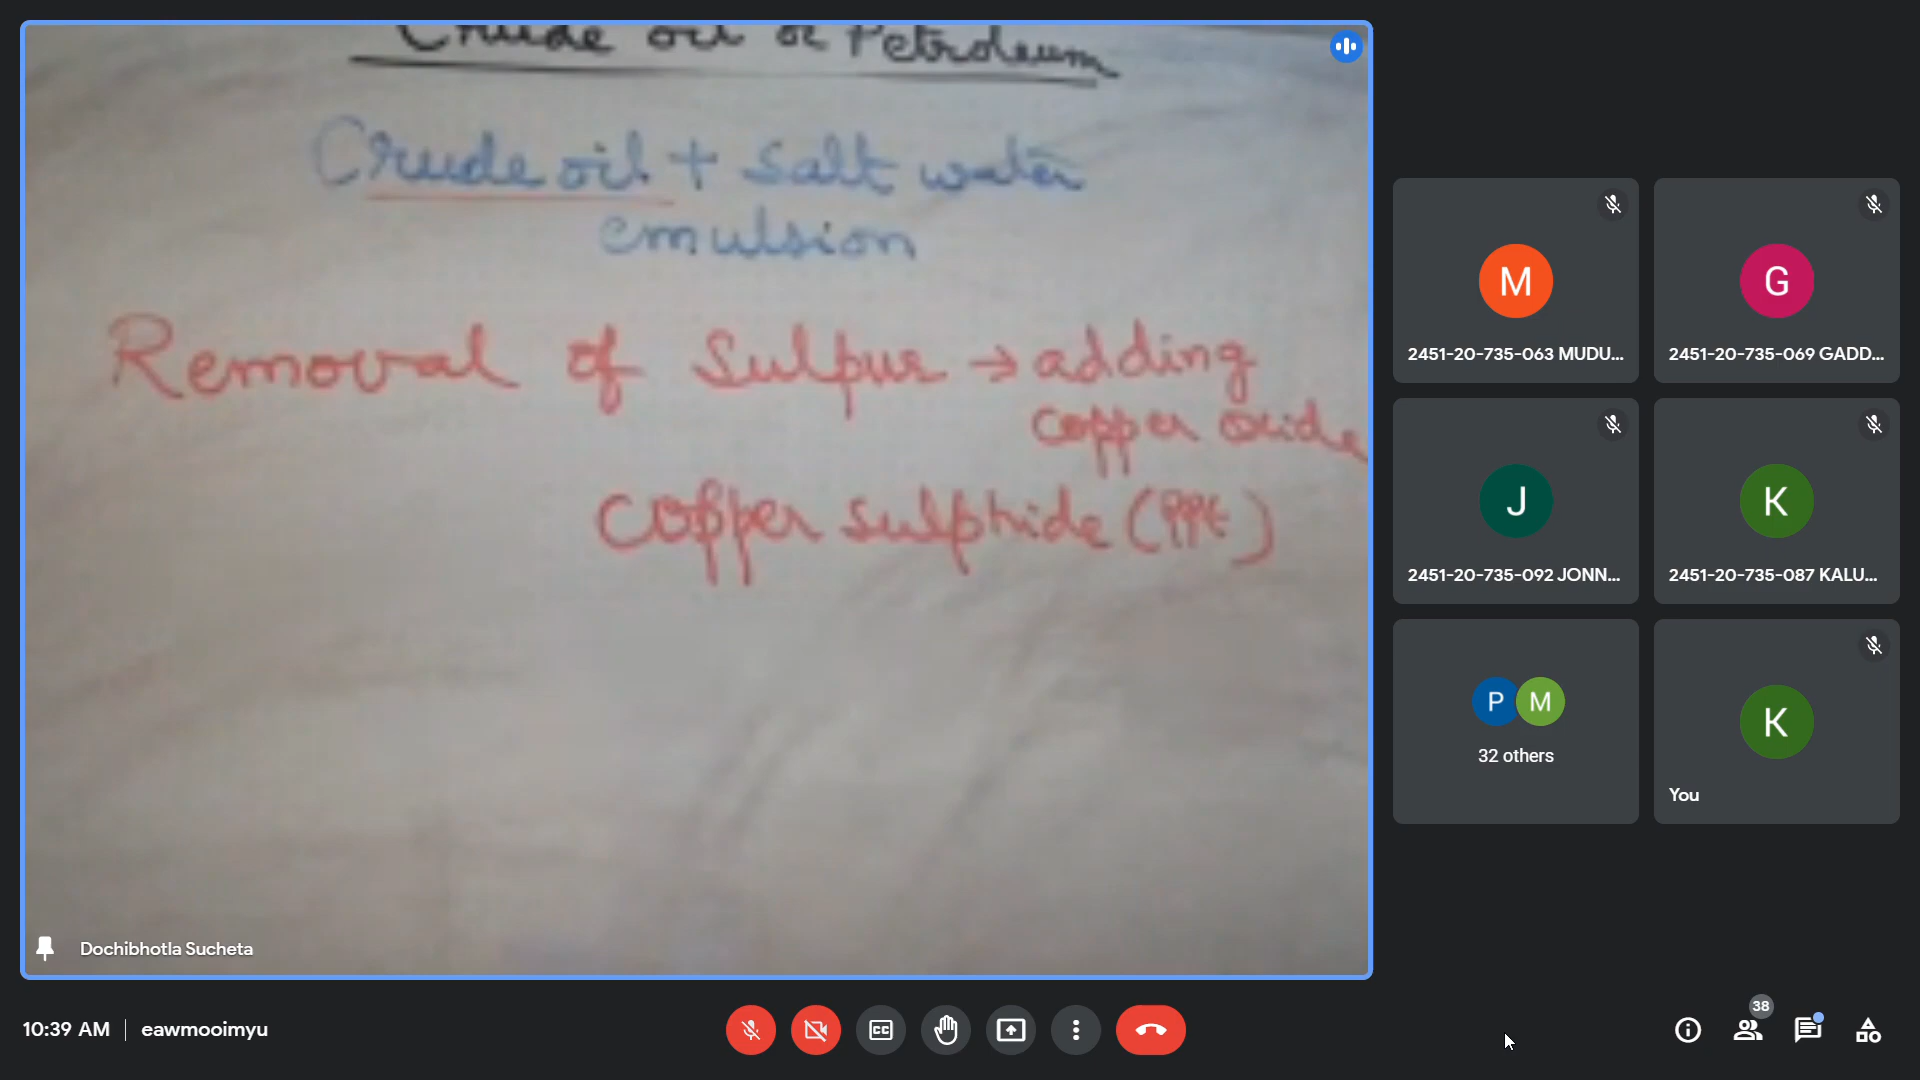 Crude oil or Petroleum
Crude oil + Salt water
emulsion
Removal of Sulpur → adding
copper oxide
Copper sulphide (PPt)
Dochibhotla Sucheta
M
2451-20-735-063 MUDU...
G
2451-20-735-069 GADD...
J
2451-20-735-092 JONN...
K
2451-20-735-087 KALU...
P M
32 others
K
You
10:39 AM | eawmooimyu
CC
38